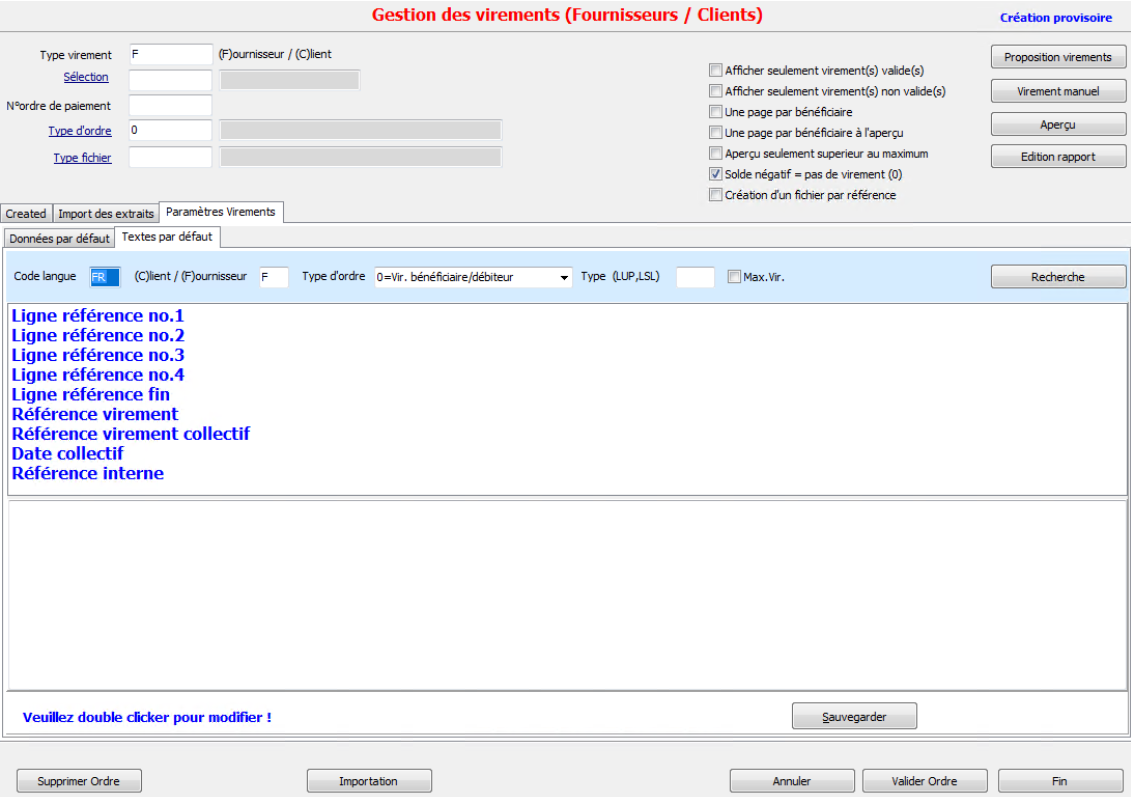 Gestion des virements (Fournisseurs / Clients)
Création provisoire
Type virement F (F)ournisseur / (C)lient
Sélection
N°ordre de paiement
Type d'ordre 0
Type fichier
Afficher seulement virement(s) valide(s)
Afficher seulement virement(s) non valide(s)
Une page par bénéficiaire
Une page par bénéficiaire à l'aperçu
Aperçu seulement superieur au maximum
Solde négatif = pas de virement (0)
Création d'un fichier par référence
Proposition virements
Virement manuel
Aperçu
Edition rapport
Created Import des extraits Paramètres Virements
Données par défaut Textes par défaut
Code langue FR (C)lient / (F)ournisseur F Type d'ordre 0=Vir. bénéficiaire/débiteur Type (LUP,LSL) Max.Vir. Recherche
Ligne référence no.1
Ligne référence no.2
Ligne référence no.3
Ligne référence no.4
Ligne référence fin
Référence virement
Référence virement collectif
Date collectif
Référence interne
Veuillez double clicker pour modifier ! Sauvegarder
Supprimer Ordre Importation Annuler Valider Ordre Fin